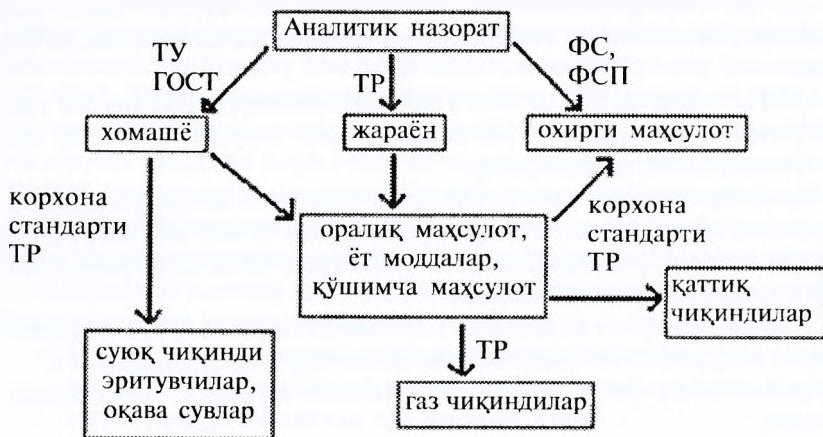 Аналитик назорат
ТУ
ГОСТ
ТР
ФС,
ФСП
хомашё
жараён
охирги маҳсулот
корхона
стандарти
ТР
оралиқ маҳсулот,
ёт моддалар,
қўшимча маҳсулот
корхона
стандарти
ТР
қаттиқ
чиқиндилар
суюқ чиқинди
эритувчилар,
оқава сувлар
ТР
газ чиқиндилар